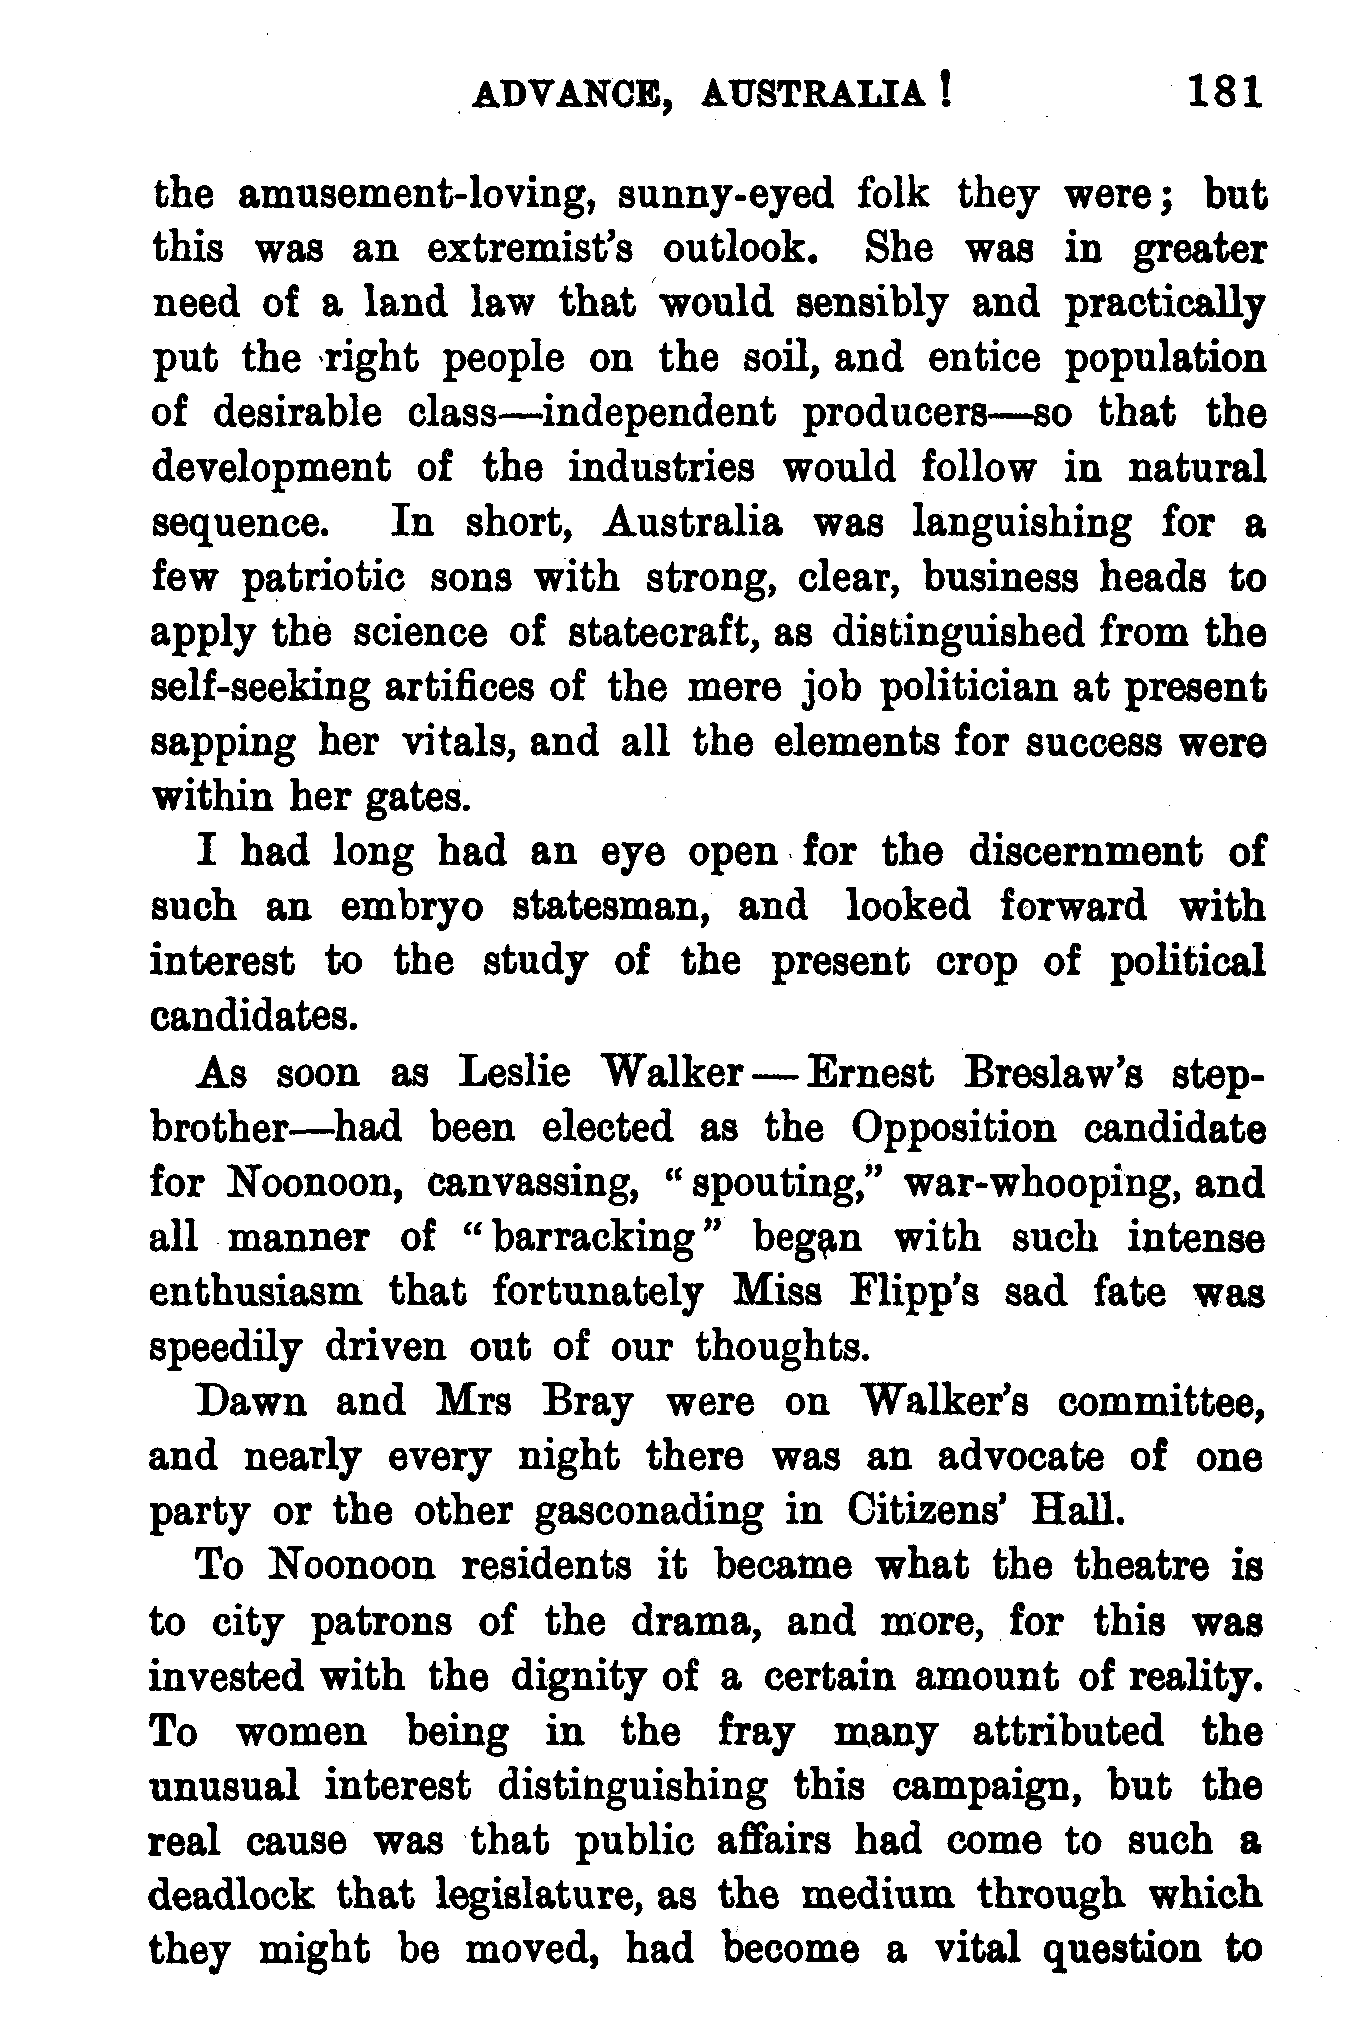 ADVANCE, AUSTRALIA! 181
the amusement-loving, sunny-eyed folk they were; but
this was an extremist's outlook. She was in greater
need of a land law that would sensibly and practically
put the right people on the soil, and entice population
of desirable class—independent producers—so that the
development of the industries would follow in natural
sequence. In short, Australia was languishing for a
few patriotic sons with strong, clear, business heads to
apply the science of statecraft, as distinguished from the
self-seeking artifices of the mere job politician at present
sapping her vitals, and all the elements for success were
within her gates.
I had long had an eye open for the discernment of
such an embryo statesman, and looked forward with
interest to the study of the present crop of political
candidates.
As soon as Leslie Walker—Ernest Breslaw's step-
brother—had been elected as the Opposition candidate
for Noonoon, canvassing, "spouting," war-whooping, and
all manner of "barracking" began with such intense
enthusiasm that fortunately Miss Flipp's sad fate was
speedily driven out of our thoughts.
Dawn and Mrs Bray were on Walker's committee,
and nearly every night there was an advocate of one
party or the other gasconading in Citizens' Hall.
To Noonoon residents it became what the theatre is
to city patrons of the drama, and more, for this was
invested with the dignity of a certain amount of reality.
To women being in the fray many attributed the
unusual interest distinguishing this campaign, but the
real cause was that public affairs had come to such a
deadlock that legislature, as the medium through which
they might be moved, had become a vital question to